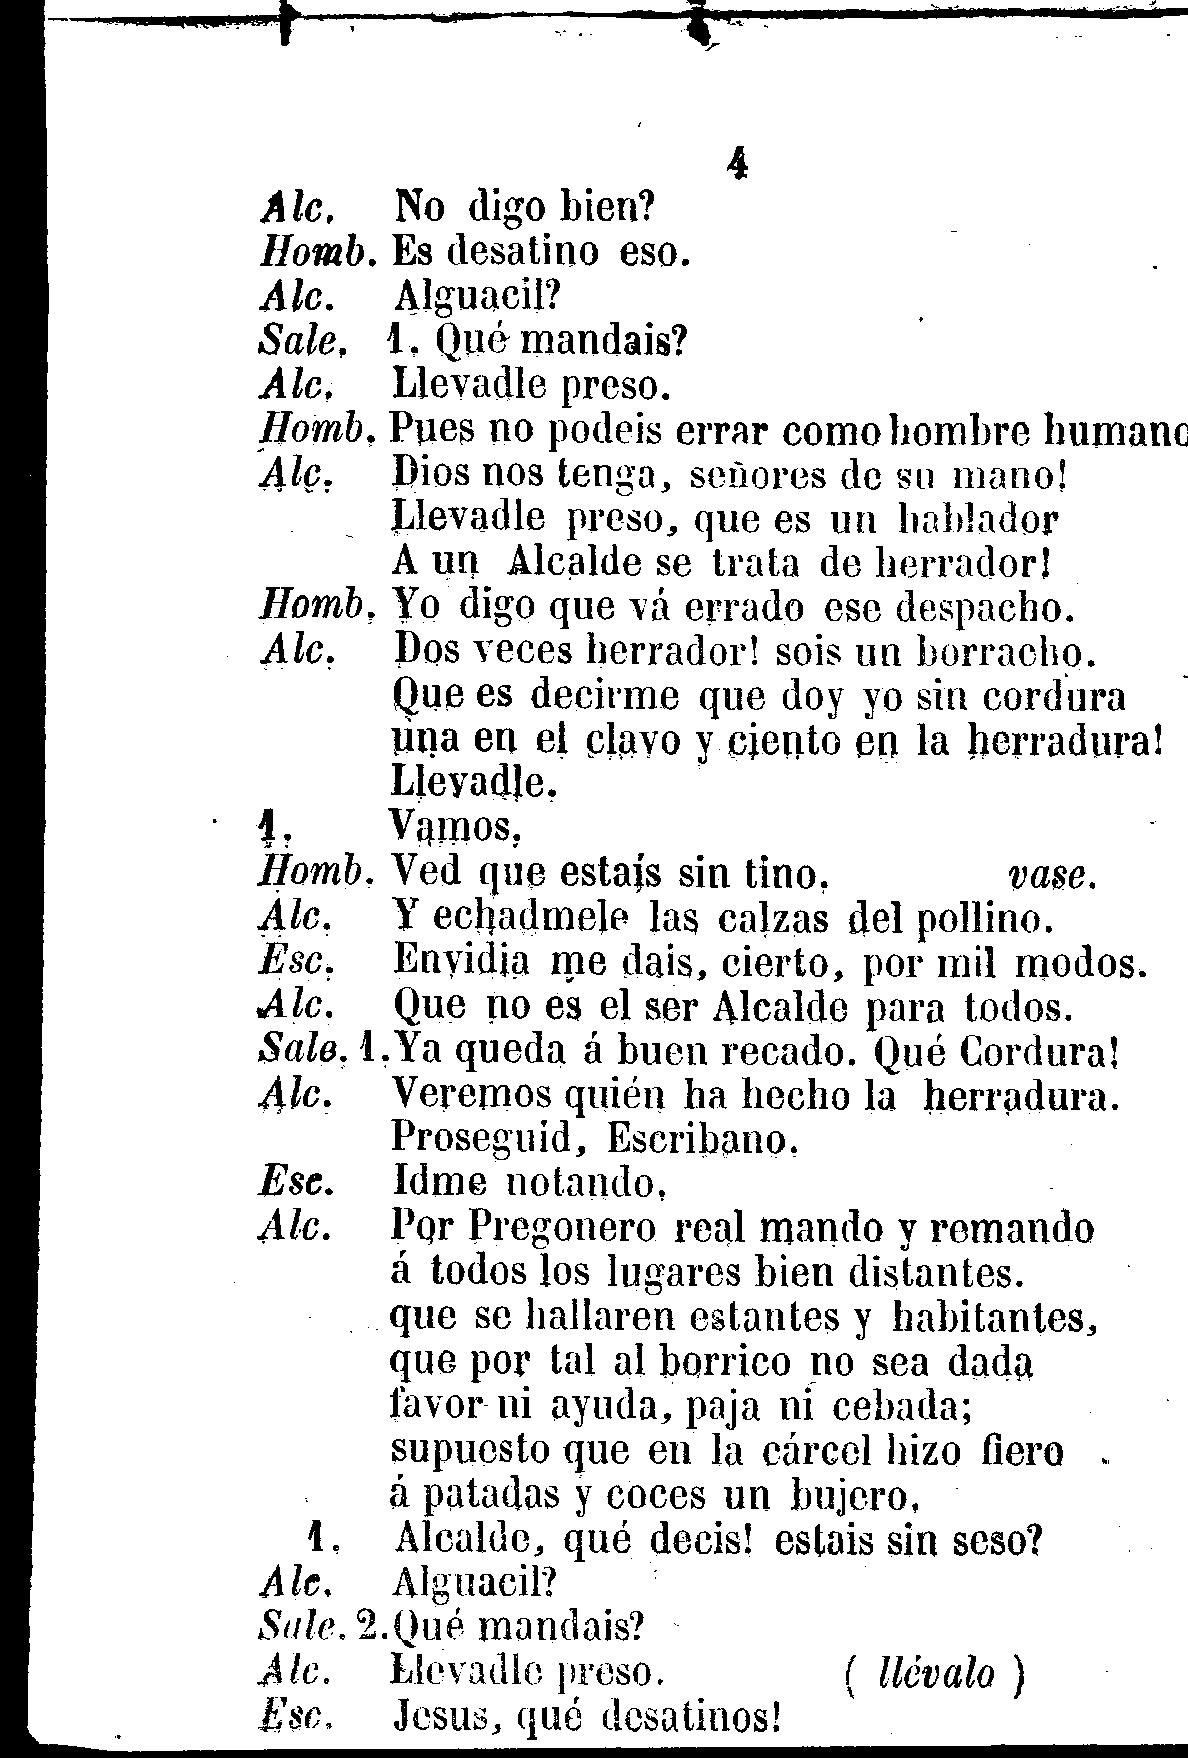 4
Alc. No digo bien?
Homb. Es desatino eso.
Alc. Alguacil?
Sale. 1. Qué mandais?
Alc. Llevadle preso.
Homb. Pues no podeis errar como hombre humano
Alc. Dios nos tenga, señores de su mano!
Llevadle preso, que es un hablador
A un Alcalde se trata de herrador!
Homb. Yo digo que vá errado ese despacho.
Alc. Dos veces herrador! sois un borracho.
Que es decirme que doy yo sin cordura
una en el clavo y ciento en la herradura!
Llevadle.
1. Vamos.
Homb. Ved que estais sin tino. vase.
Alc. Y echadmele las calzas del pollino.
Esc. Envidia me dais, cierto, por mil modos.
Alc. Que no es el ser Alcalde para todos.
Sale. 1. Ya queda á buen recado. Qué Cordura!
Alc. Veremos quién ha hecho la herradura.
Proseguid, Escribano.
Esc. Idme notando.
Alc. Por Pregonero real mando y remando
á todos los lugares bien distantes.
que se hallaren estantes y habitantes,
que por tal al borrico no sea dada
favor ni ayuda, paja ni cebada;
supuesto que en la cárcel hizo fiero
á patadas y coces un bujero.
1. Alcalde, qué decis! estais sin seso?
Alc. Alguacil?
Sale. 2. Qué mandais?
Alc. Llevadle preso. ( llévalo )
Esc. Jesus, qué desatinos!